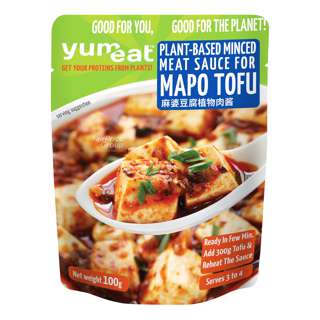 GOOD FOR YOU, GOOD FOR THE PLANET!
yumeat
GET YOUR PROTEINS FROM PLANTS!
PLANT-BASED MINCED
MEAT SAUCE FOR
MAPO TOFU
麻婆豆腐植物肉酱
Serving Suggestion
Ready In Few Min.
Add 300g Tofu &
Reheat The Sauce
Serves 3 to 4
Net weight 100g